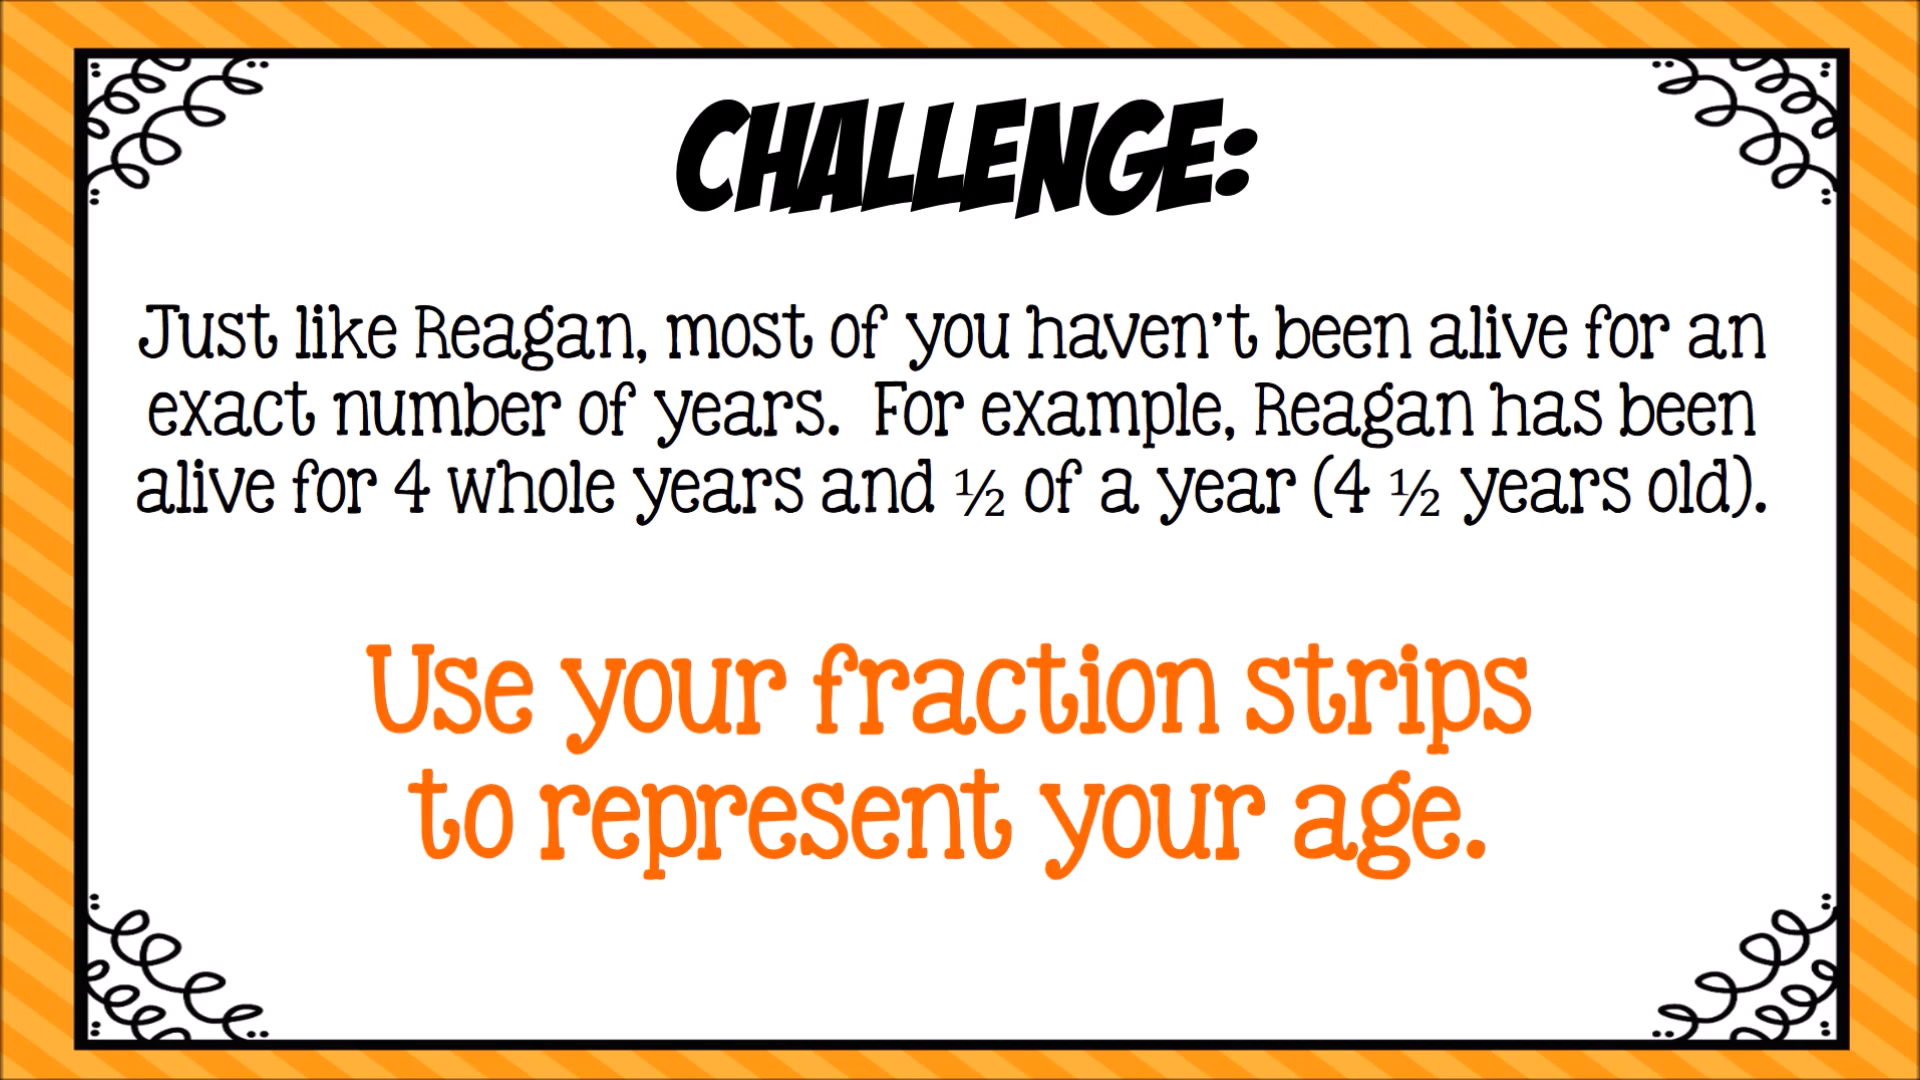 CHALLENGE:
Just like Reagan, most of you haven't been alive for an
exact number of years.  For example, Reagan has been
alive for 4 whole years and ½ of a year (4 ½ years old).
Use your fraction strips
to represent your age.